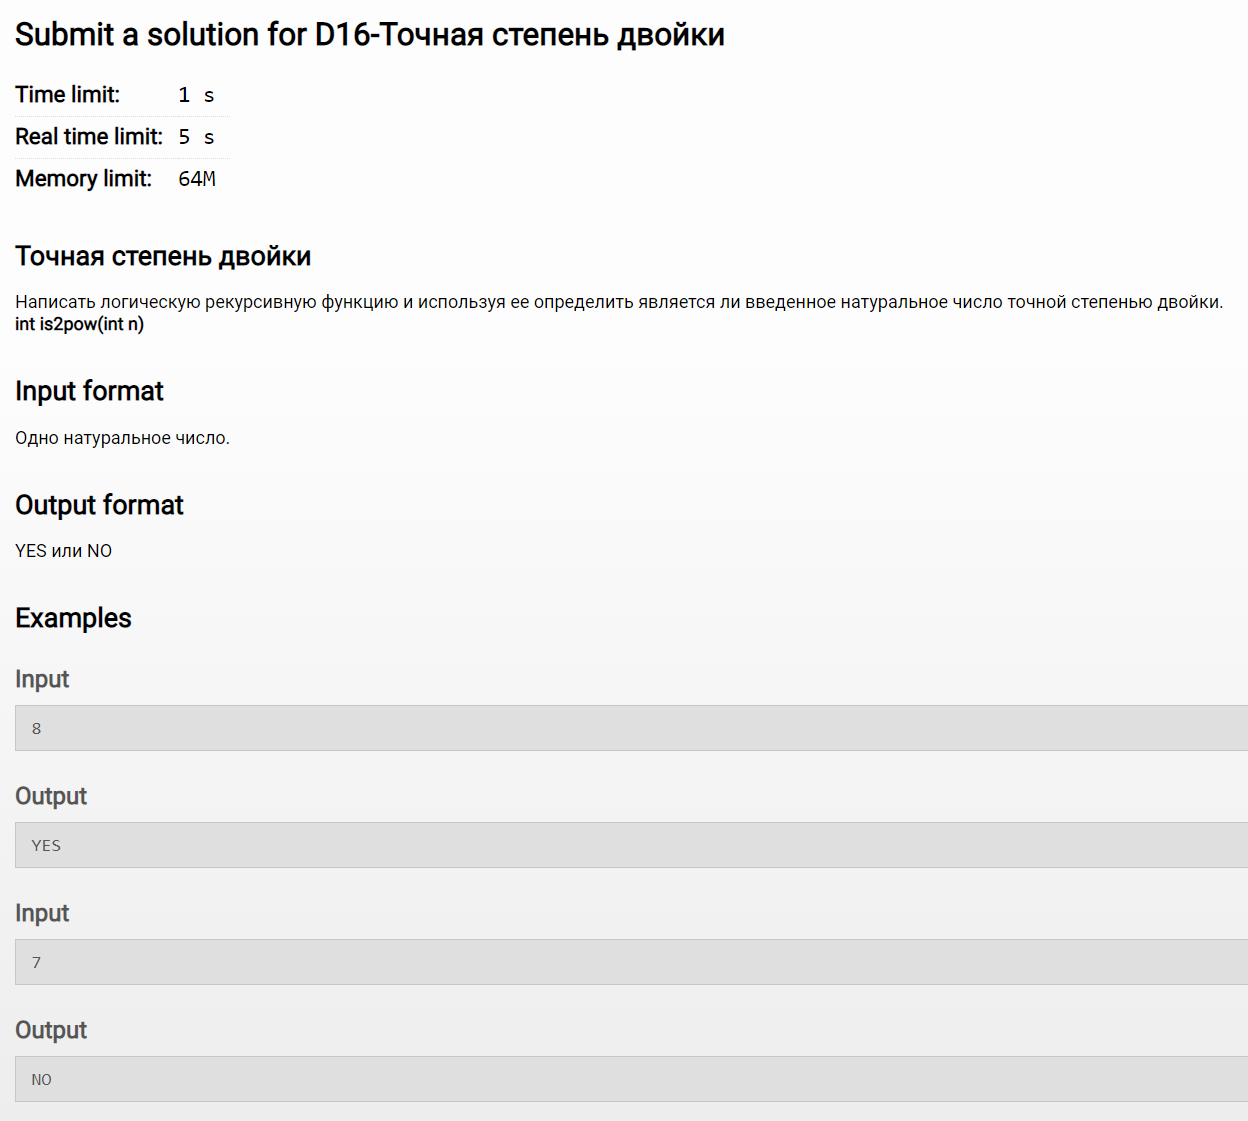 Submit a solution for D16-Точная степень двойки
Time limit: 1 s
Real time limit: 5 s
Memory limit: 64M
Точная степень двойки
Написать логическую рекурсивную функцию и используя ее определить является ли введенное натуральное число точной степенью двойки.
int is2pow(int n)
Input format
Одно натуральное число.
Output format
YES или NO
Examples
Input
8
Output
YES
Input
7
Output
NO